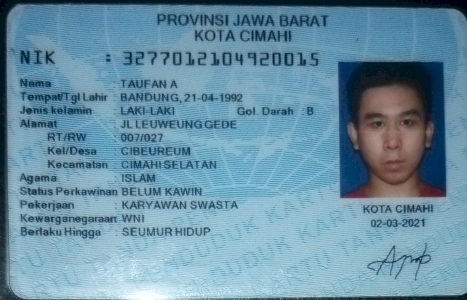 PROVINSI JAWA BARAT
KOTA CIMAHI
NIK : 3277012104920015
Nama : TAUFAN A
Tempat/Tgl Lahir : BANDUNG, 21-04-1992
Jenis kelamin : LAKI-LAKI Gol. Darah : B
Alamat : JL LEUWEUNG GEDE
RT/RW : 007/027
Kel/Desa : CIBEUREUM
Kecamatan : CIMAHI SELATAN
Agama : ISLAM
Status Perkawinan BELUM KAWIN
Pekerjaan : KARYAWAN SWASTA
Kewarganegaraan: WNI
Berlaku Hingga : SEUMUR HIDUP
KOTA CIMAHI
02-03-2021